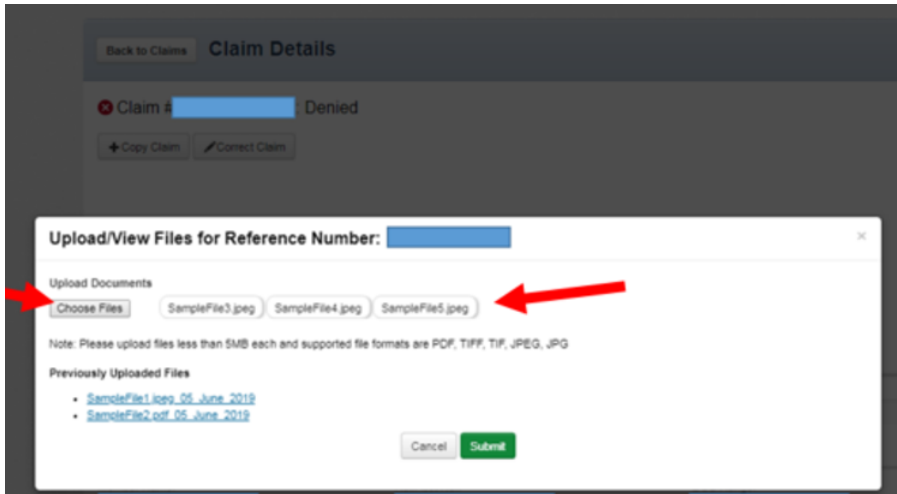 Back to Claims Claim Details
Claim # : Denied
Copy Claim Correct Claim
Upload/View Files for Reference Number:
Upload Documents
Choose Files SampleFile3.jpeg SampleFile4.jpeg SampleFile5.jpeg
Note: Please upload files less than 5MB each and supported file formats are PDF, TIFF, TIF, JPEG, JPG
Previously Uploaded Files
SampleFile1.jpeg_05_June_2019
SampleFile2.pdf_05_June_2019
Cancel Submit